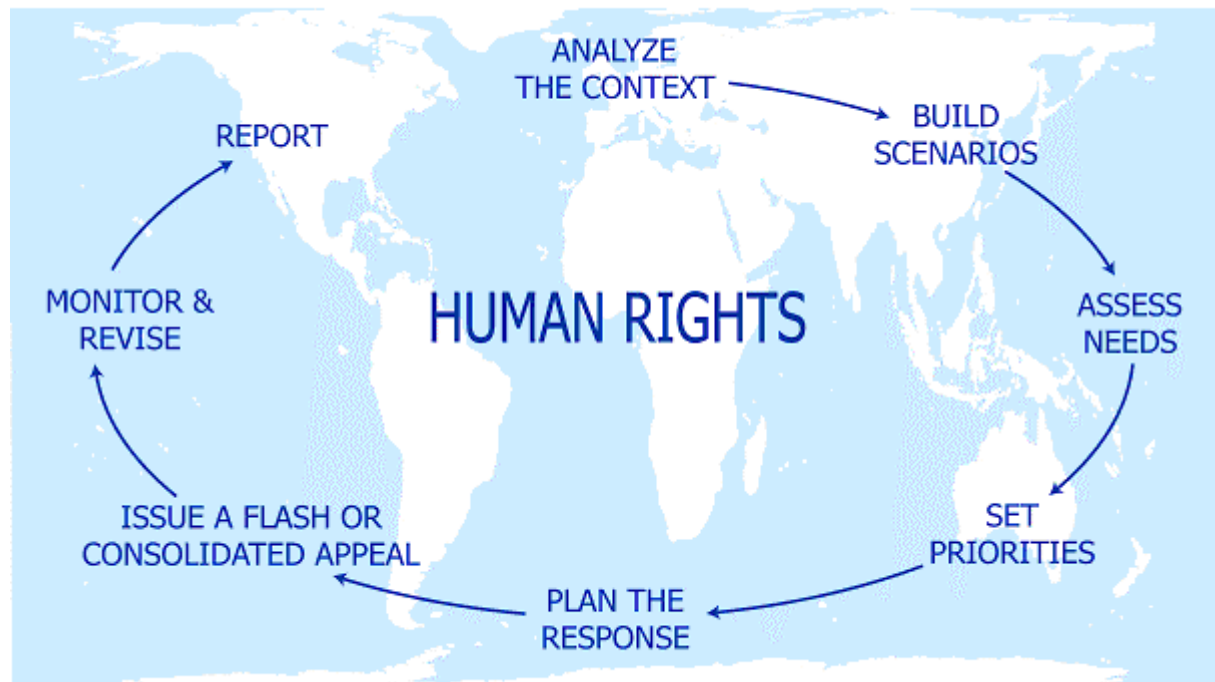 ANALYZE
THE CONTEXT
BUILD
SCENARIOS
ASSESS
NEEDS
SET
PRIORITIES
PLAN THE
RESPONSE
ISSUE A FLASH OR
CONSOLIDATED APPEAL
MONITOR &
REVISE
REPORT
HUMAN RIGHTS